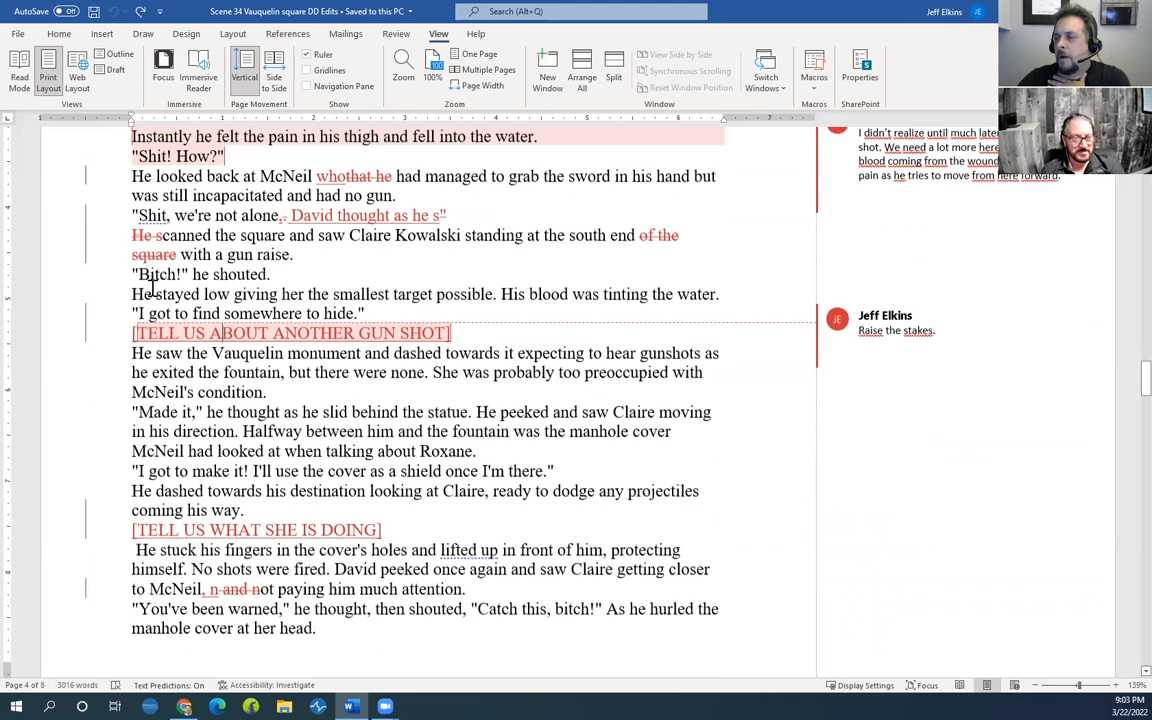 AutoSave Off Scene 34 Vauquelin square DD Edits • Saved to this PC Search (Alt+Q) Jeff Elkins JE
File Home Insert Draw Design Layout References Mailings Review View Help
Read Mode Print Layout Web Layout Outline Draft Focus Immersive Reader Vertical Side to Side Ruler Gridlines Navigation Pane Zoom 100% One Page Multiple Pages Page Width New Window Arrange All Split View Side by Side Synchronous Scrolling Reset Window Position Switch Windows Macros Properties
Views Immersive Page Movement Show Zoom Window Macros SharePoint
Instantly he felt the pain in his thigh and fell into the water.
"Shit! How?"
He looked back at McNeil whothat he had managed to grab the sword in his hand but
was still incapacitated and had no gun.
"Shit, we're not alone,. David thought as he s"
He scanned the square and saw Claire Kowalski standing at the south end of the
square with a gun raise.
"Bitch!" he shouted.
He stayed low giving her the smallest target possible. His blood was tinting the water.
"I got to find somewhere to hide."
[TELL US ABOUT ANOTHER GUN SHOT]
He saw the Vauquelin monument and dashed towards it expecting to hear gunshots as
he exited the fountain, but there were none. She was probably too preoccupied with
McNeil's condition.
"Made it," he thought as he slid behind the statue. He peeked and saw Claire moving
in his direction. Halfway between him and the fountain was the manhole cover
McNeil had looked at when talking about Roxane.
"I got to make it! I'll use the cover as a shield once I'm there."
He dashed towards his destination looking at Claire, ready to dodge any projectiles
coming his way.
[TELL US WHAT SHE IS DOING]
He stuck his fingers in the cover's holes and lifted up in front of him, protecting
himself. No shots were fired. David peeked once again and saw Claire getting closer
to McNeil, n and not paying him much attention.
"You've been warned," he thought, then shouted, "Catch this, bitch!" As he hurled the
manhole cover at her head.
I didn't realize until much later
shot. We need a lot more here
blood coming from the wound
pain as he tries to move from here forward.
JE Jeff Elkins
Raise the stakes.
Page 4 of 8 3016 words Text Predictions: On Accessibility: Investigate Display Settings Focus 139%
9:03 PM
3/22/2022